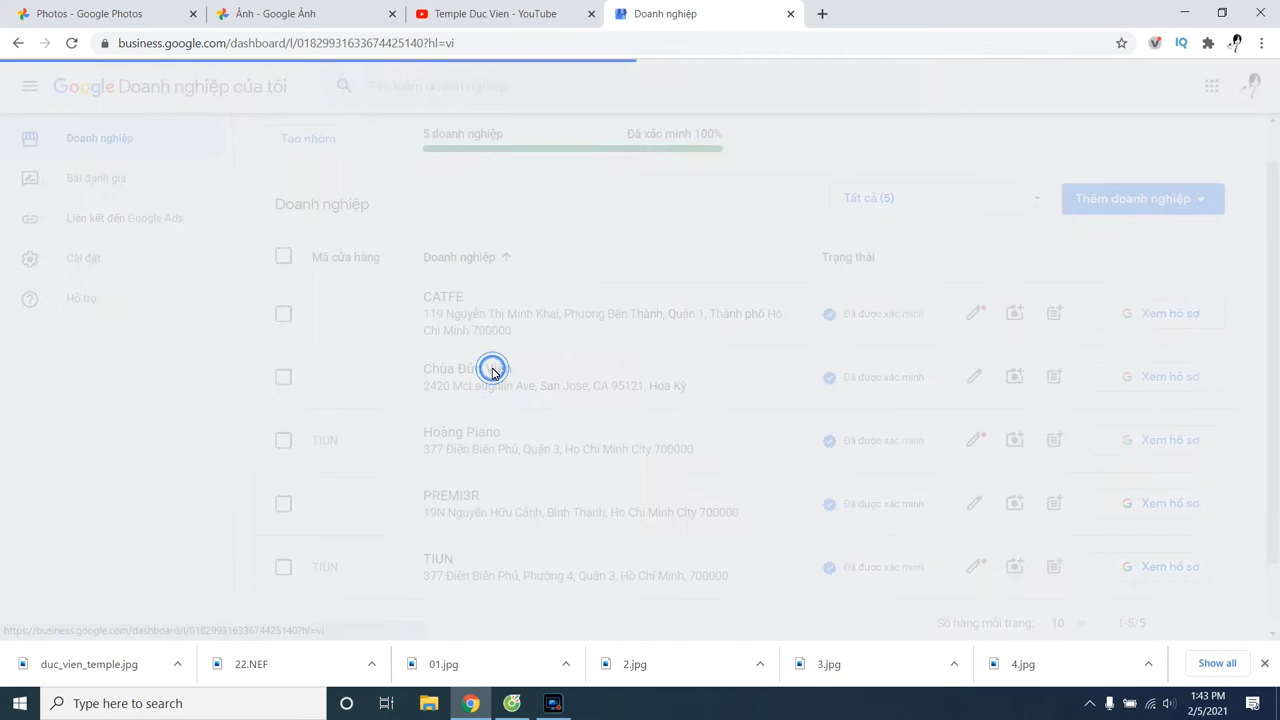 Photos - Google Photos
Ảnh - Google Ảnh
Temple Duc Vien - YouTube
Doanh nghiệp
business.google.com/dashboard/l/01829931633674425140?hl=vi
Google Doanh nghiệp của tôi
Tìm kiếm doanh nghiệp
Doanh nghiệp
Bài đánh giá
Liên kết đến Google Ads
Cài đặt
Hỗ trợ
Tạo nhóm
5 doanh nghiệp
Đã xác minh 100%
Doanh nghiệp
Tất cả (5)
Thêm doanh nghiệp
Mã cửa hàng
Doanh nghiệp
Trạng thái
CATFE
119 Nguyễn Thị Minh Khai, Phường Bến Thành, Quận 1, Thành phố Hồ
Chí Minh 700000
Đã được xác minh
Xem hồ sơ
Chùa Đức Viên
2420 McLaughlin Ave, San Jose, CA 95121, Hoa Kỳ
Đã được xác minh
Xem hồ sơ
TIUN
Hoàng Piano
377 Điện Biên Phủ, Quận 3, Ho Chi Minh City 700000
Đã được xác minh
Xem hồ sơ
PREMI3R
19N Nguyễn Hữu Cảnh, Bình Thạnh, Ho Chi Minh City 700000
Đã được xác minh
Xem hồ sơ
TIUN
TIUN
377 Điện Biên Phủ, Phường 4, Quận 3, Hồ Chí Minh, 700000
Đã được xác minh
Xem hồ sơ
Số hàng mỗi trang: 10
1-5/5
https://business.google.com/dashboard/l/01829931633674425140?hl=vi
duc_vien_temple.jpg
22.NEF
01.jpg
2.jpg
3.jpg
4.jpg
Show all
Type here to search
1:43 PM
2/5/2021